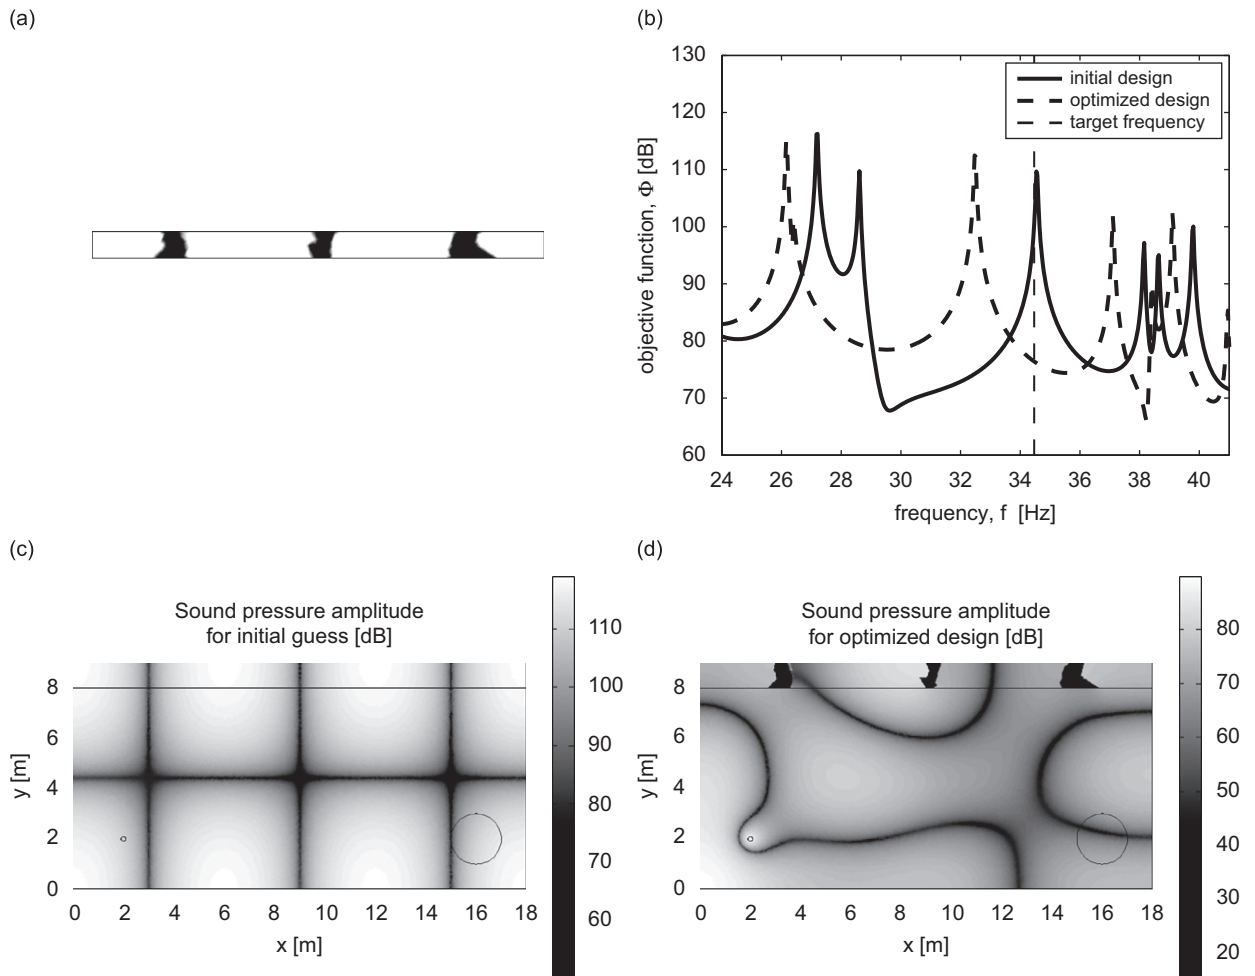 (a)
(b)
130
120
110
100
90
80
70
60
objective function, Φ [dB]
initial design
optimized design
target frequency
24 26 28 30 32 34 36 38 40
frequency, f [Hz]
(c)
Sound pressure amplitude
for initial guess [dB]
8
6
4
2
0
y [m]
0 2 4 6 8 10 12 14 16 18
x [m]
110
100
90
80
70
60
(d)
Sound pressure amplitude
for optimized design [dB]
8
6
4
2
0
y [m]
0 2 4 6 8 10 12 14 16 18
x [m]
80
70
60
50
40
30
20